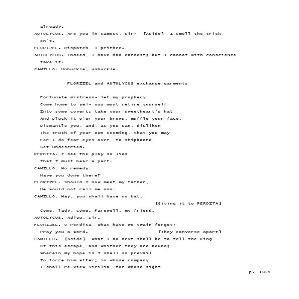 already.
AUTOLYCUS. Are you in earnest, sir? [Aside] I smell the trick
on't.
FLORIZEL. Dispatch, I prithee.
AUTOLYCUS. Indeed, I have had earnest; but I cannot with conscience
take it.
CAMILLO. Unbuckle, unbuckle.
FLORIZEL and AUTOLYCUS exchange garments
Fortunate mistress- let my prophecy
Come home to ye!- you must retire yourself
Into some covert; take your sweetheart's hat
And pluck it o'er your brows, muffle your face,
Dismantle you, and, as you can, disliken
The truth of your own seeming, that you may-
For I do fear eyes over- to shipboard
Get undescried.
PERDITA. I see the play so lies
That I must bear a part.
CAMILLO. No remedy.
Have you done there?
FLORIZEL. Should I now meet my father,
He would not call me son.
CAMILLO. Nay, you shall have no hat.
[Giving it to PERDITA]
Come, lady, come. Farewell, my friend.
AUTOLYCUS. Adieu, sir.
FLORIZEL. O Perdita, what have we twain forgot!
Pray you a word. [They converse apart]
CAMILLO. [Aside] What I do next shall be to tell the King
Of this escape, and whither they are bound;
Wherein my hope is I shall so prevail
To force him after; in whose company
I shall re-view Sicilia, for whose sight